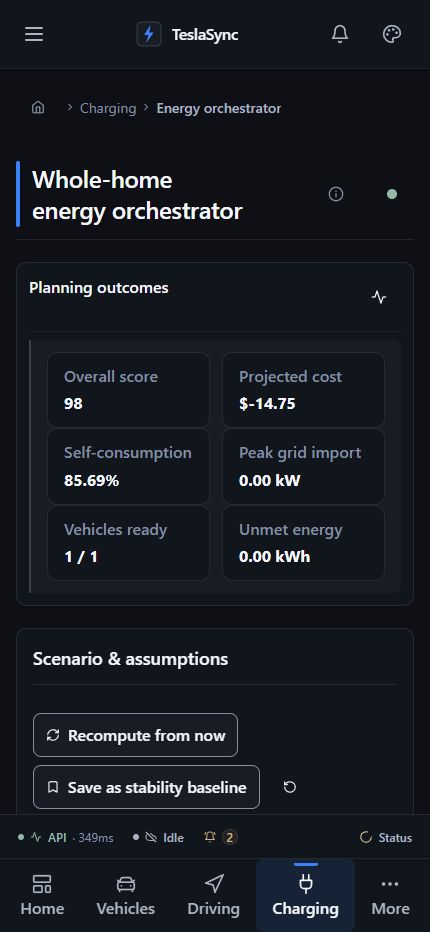 TeslaSync
Charging > Energy orchestrator
Whole-home
energy orchestrator
Planning outcomes
Overall score
98
Projected cost
$-14.75
Self-consumption
85.69%
Peak grid import
0.00 kW
Vehicles ready
1 / 1
Unmet energy
0.00 kWh
Scenario & assumptions
Recompute from now
Save as stability baseline
API · 349ms Idle 2 Status
Home Vehicles Driving Charging More